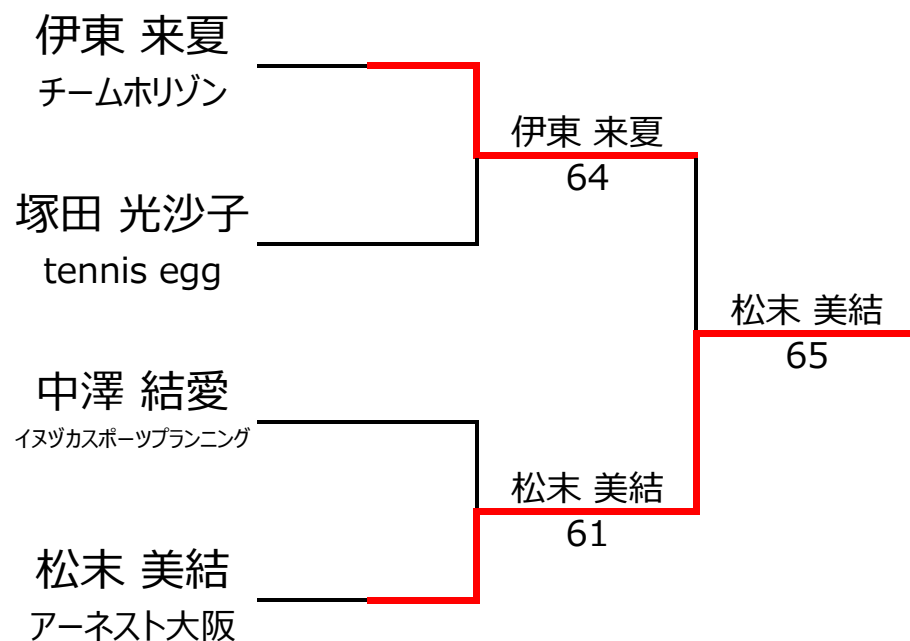 伊東 来夏
チームホリゾン
塚田 光沙子
tennis egg
中澤 結愛
イヌヅカスポーツプランニング
松末 美結
アーネスト大阪
伊東 来夏
64
松末 美結
61
松末 美結
65